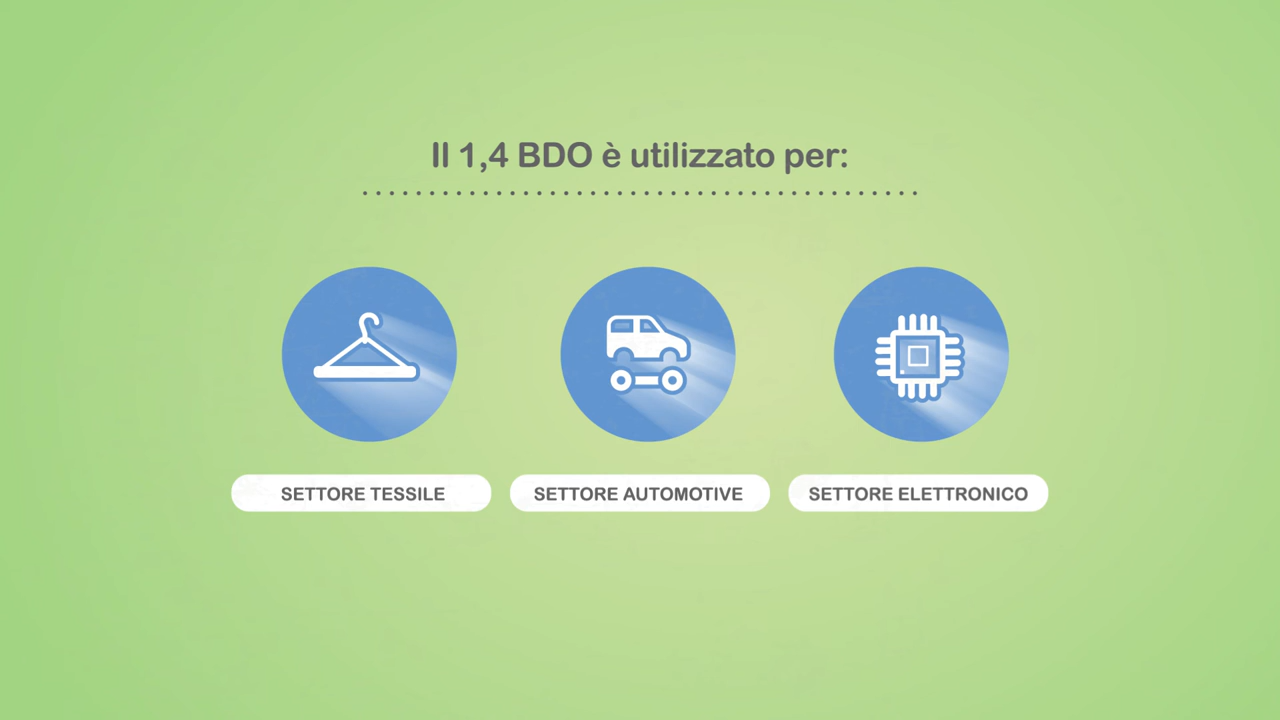 Il 1,4 BDO è utilizzato per:
SETTORE TESSILE
SETTORE AUTOMOTIVE
SETTORE ELETTRONICO